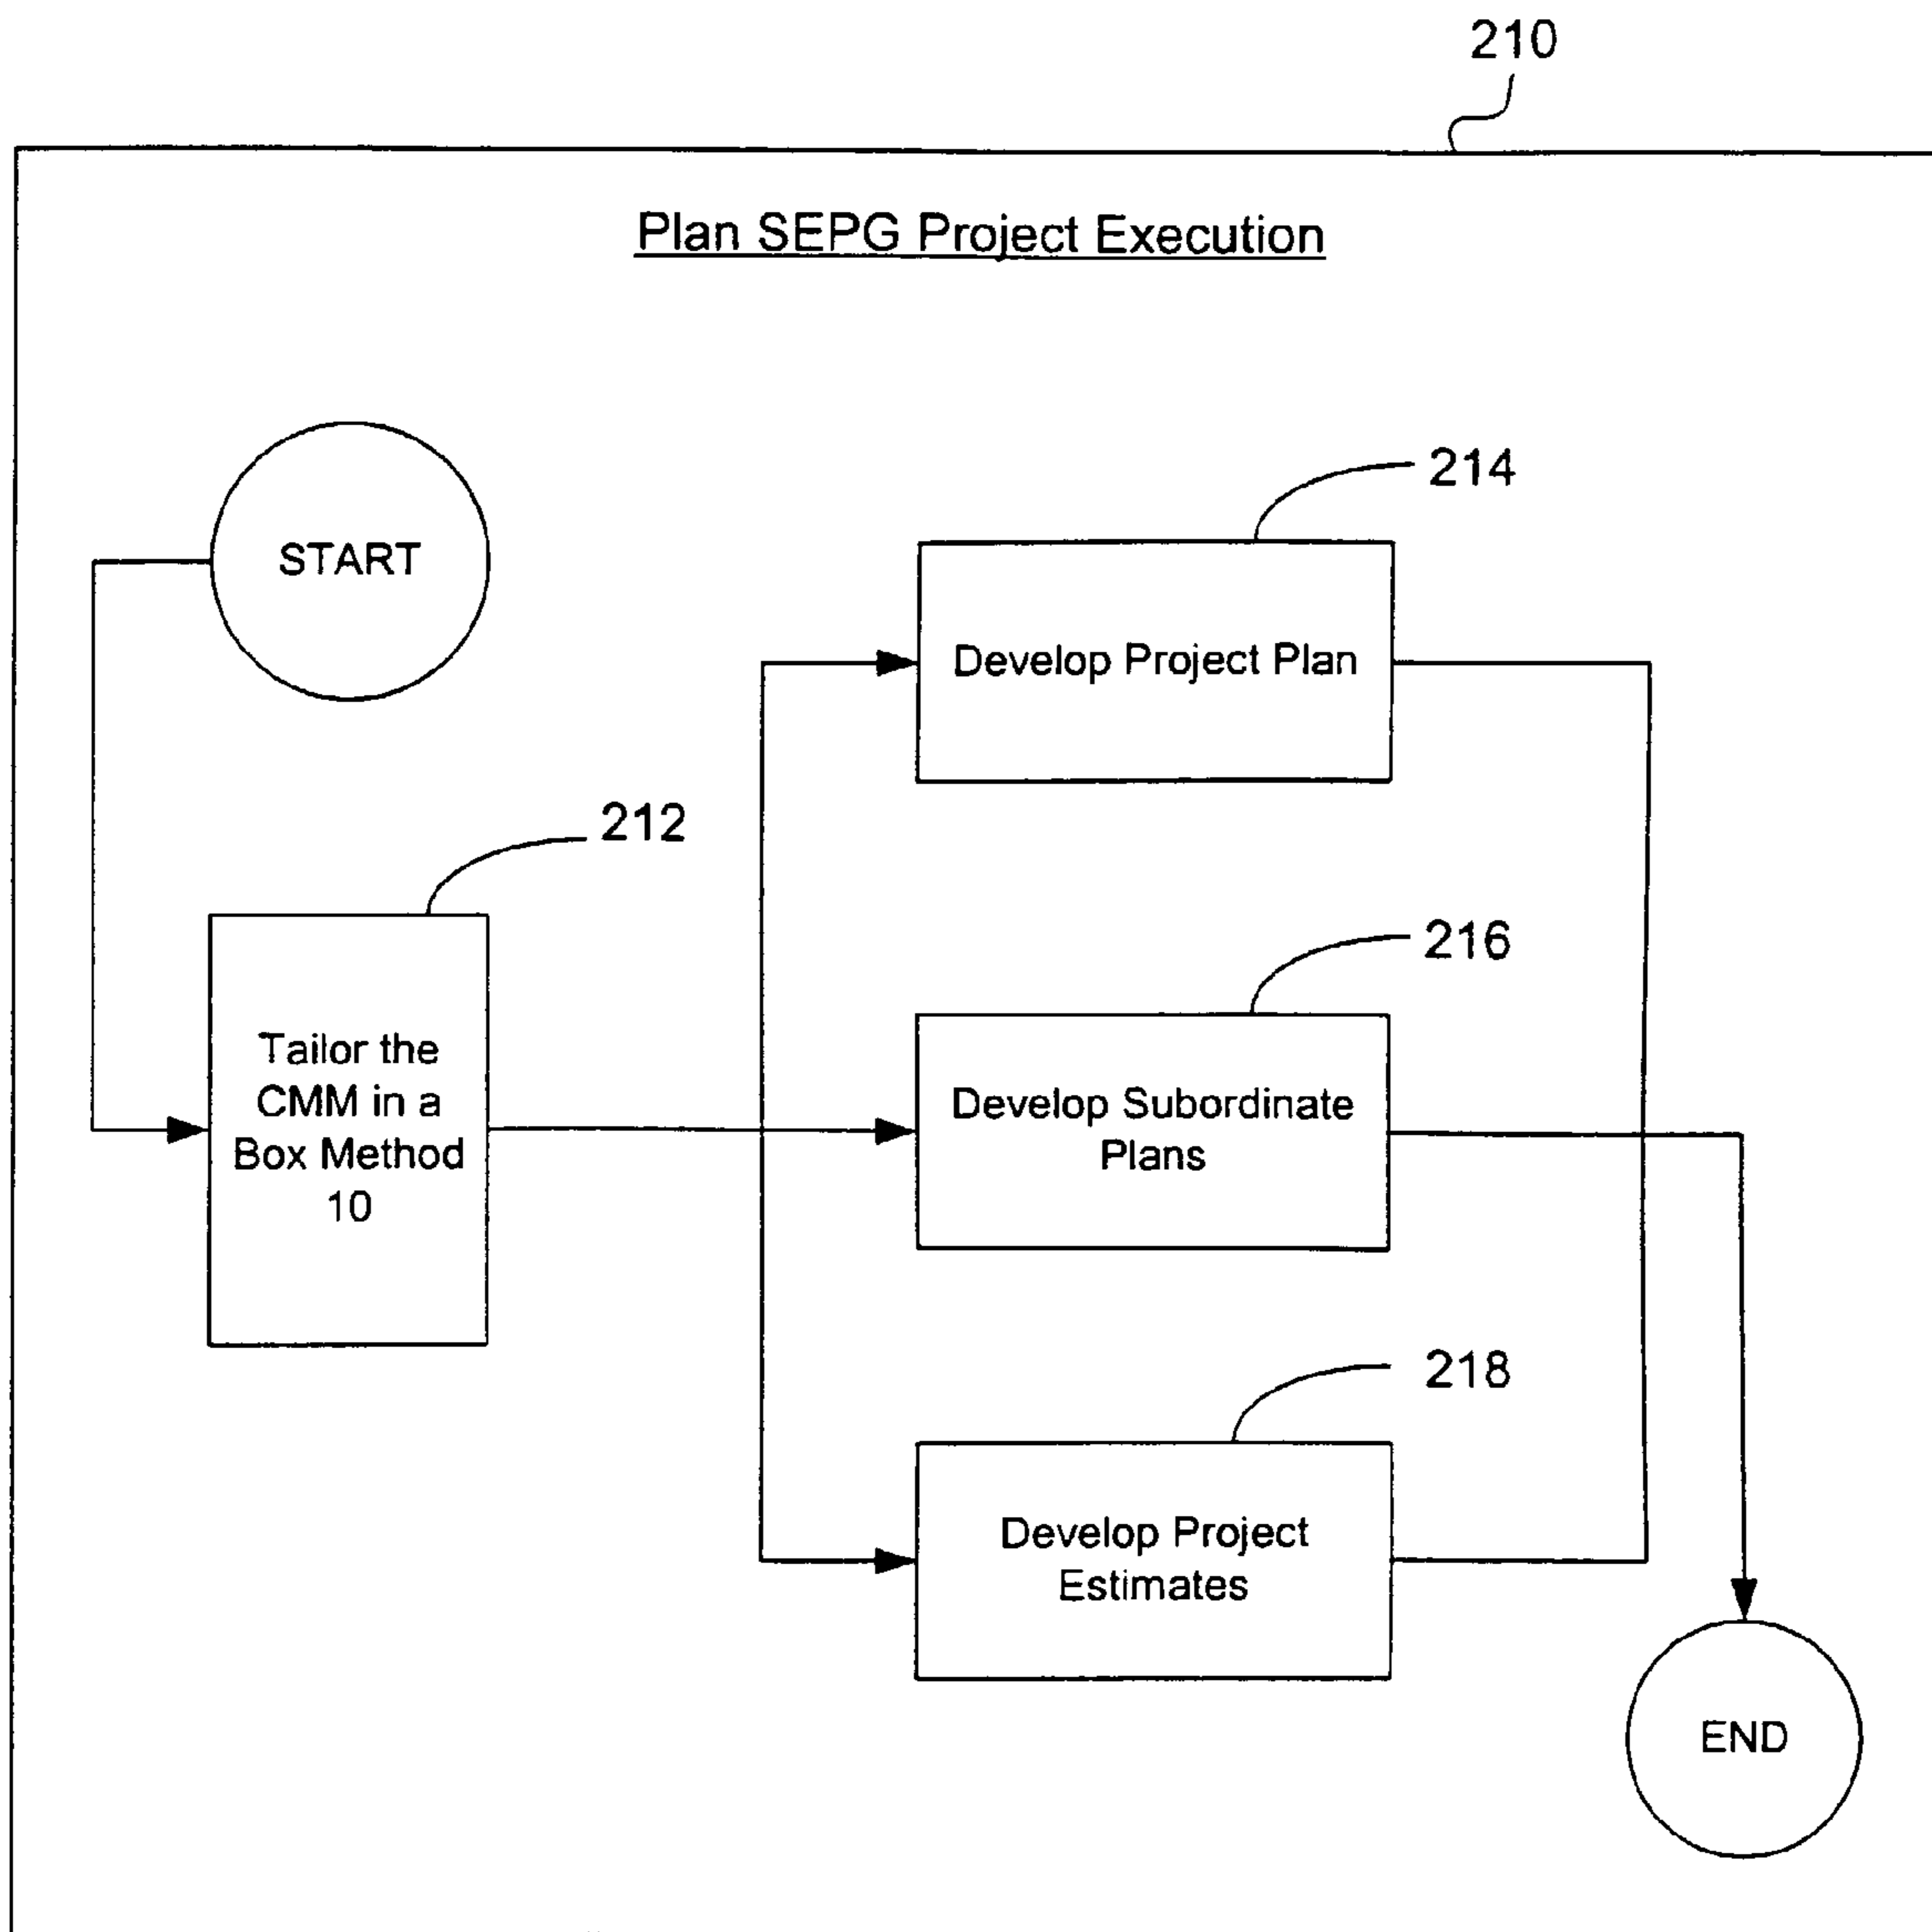 210
Plan SEPG Project Execution
START
214
Develop Project Plan
212
Tailor the
CMM in a
Box Method
10
216
Develop Subordinate
Plans
218
Develop Project
Estimates
END